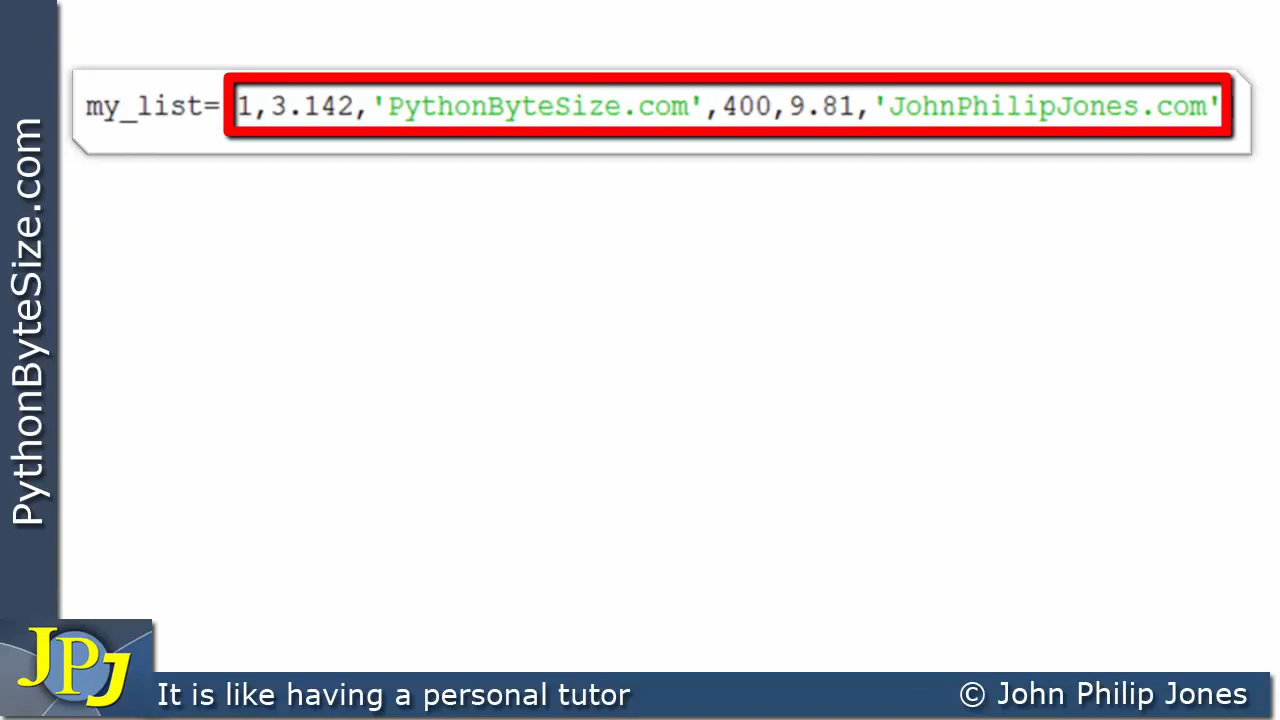 my_list= 1,3.142,'PythonByteSize.com',400,9.81,'JohnPhilipJones.com'
PythonByteSize.com
JPJ
It is like having a personal tutor
© John Philip Jones